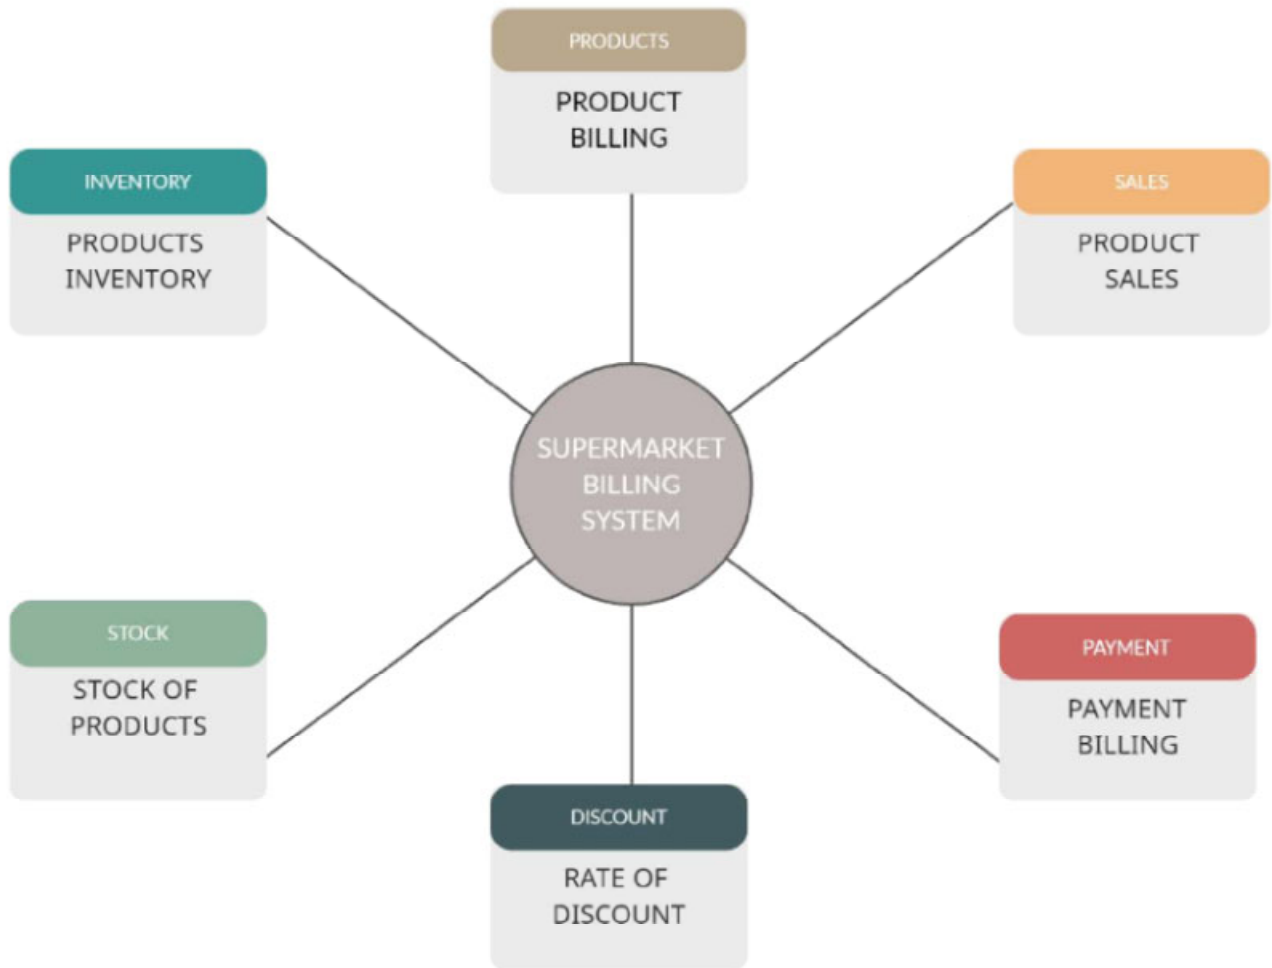 PRODUCTS
PRODUCT
BILLING
INVENTORY
PRODUCTS
INVENTORY
SALES
PRODUCT
SALES
SUPERMARKET
BILLING
SYSTEM
STOCK
STOCK OF
PRODUCTS
PAYMENT
PAYMENT
BILLING
DISCOUNT
RATE OF
DISCOUNT